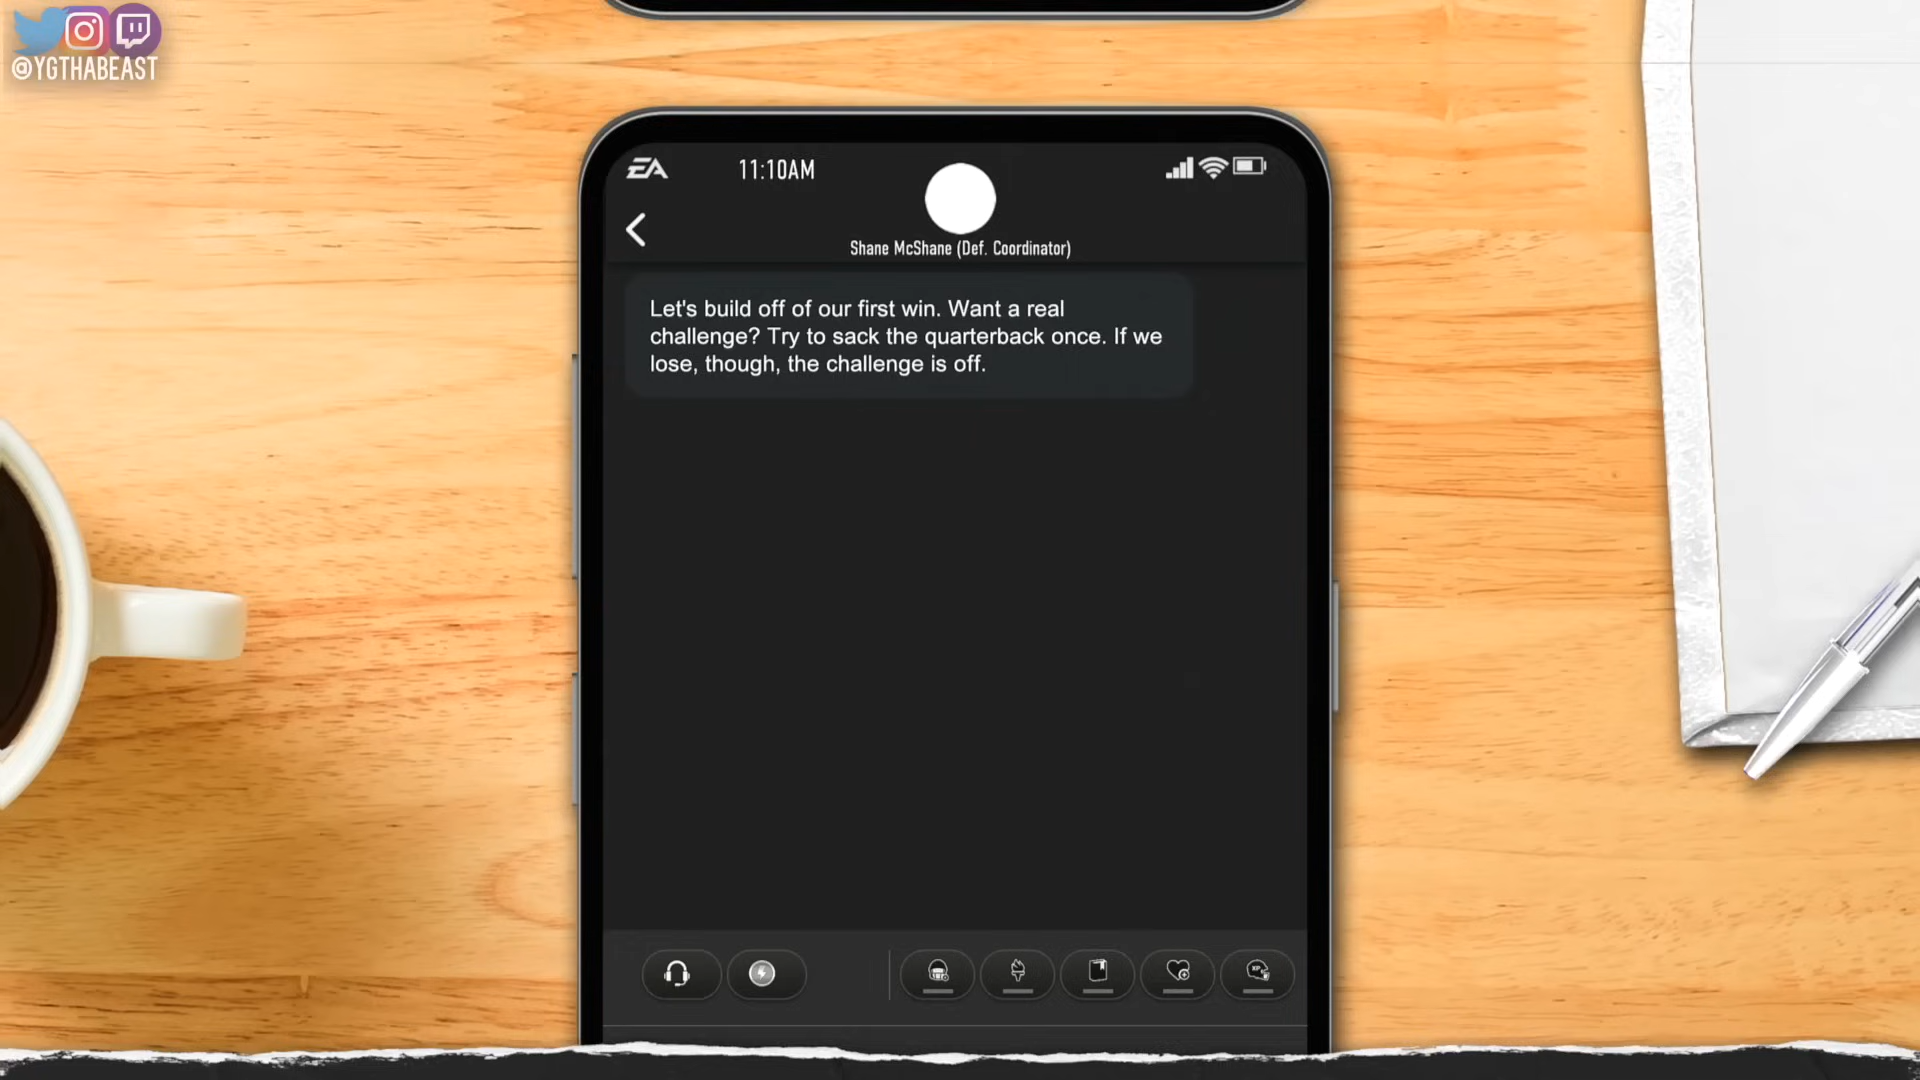 @YGTHABEAST
EA
11:10AM
Shane McShane (Def. Coordinator)
Let's build off of our first win. Want a real
challenge? Try to sack the quarterback once. If we
lose, though, the challenge is off.
XP